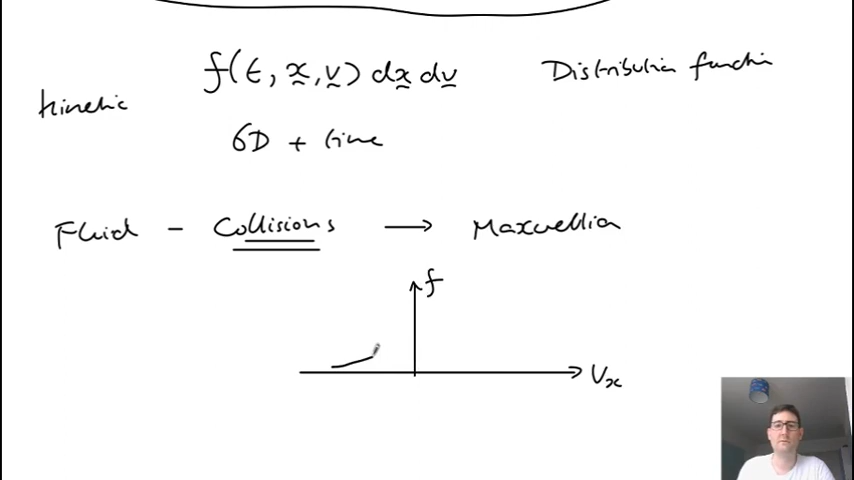 f(t, x, v) dx dv Distribution function
Kinetic
6D + time
Fluid - Collisions → Maxwellian
f
Vx